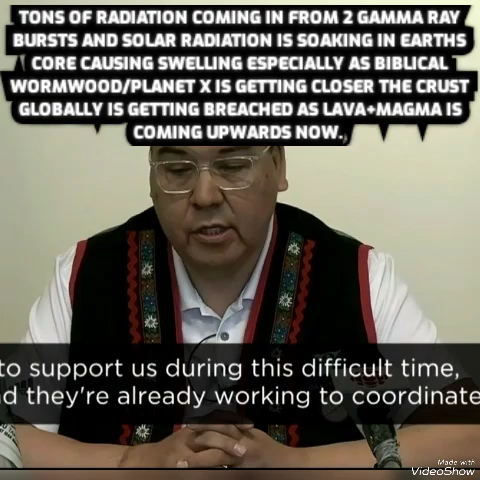 TONS OF RADIATION COMING IN FROM 2 GAMMA RAY
BURSTS AND SOLAR RADIATION IS SOAKING IN EARTHS
CORE CAUSING SWELLING ESPECIALLY AS BIBLICAL
WORMWOOD/PLANET X IS GETTING CLOSER THE CRUST
GLOBALLY IS GETTING BREACHED AS LAVA+MAGMA IS
COMING UPWARDS NOW.
to support us during this difficult time,
d they're already working to coordinate
Made with
VideoShow